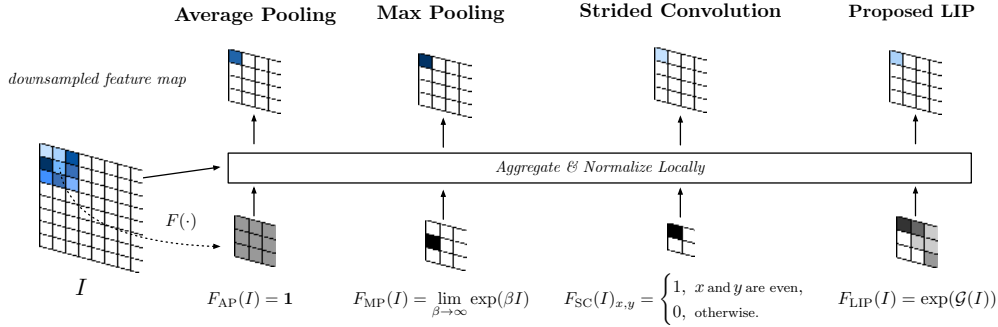 Average Pooling Max Pooling Strided Convolution Proposed LIP
downsampled feature map
Aggregate & Normalize Locally
F(·)
I
F_AP(I) = 1 F_MP(I) = lim_{β→∞} exp(βI) F_SC(I)_{x,y} = { 1, x and y are even, 0, otherwise. F_LIP(I) = exp(𝒢(I))